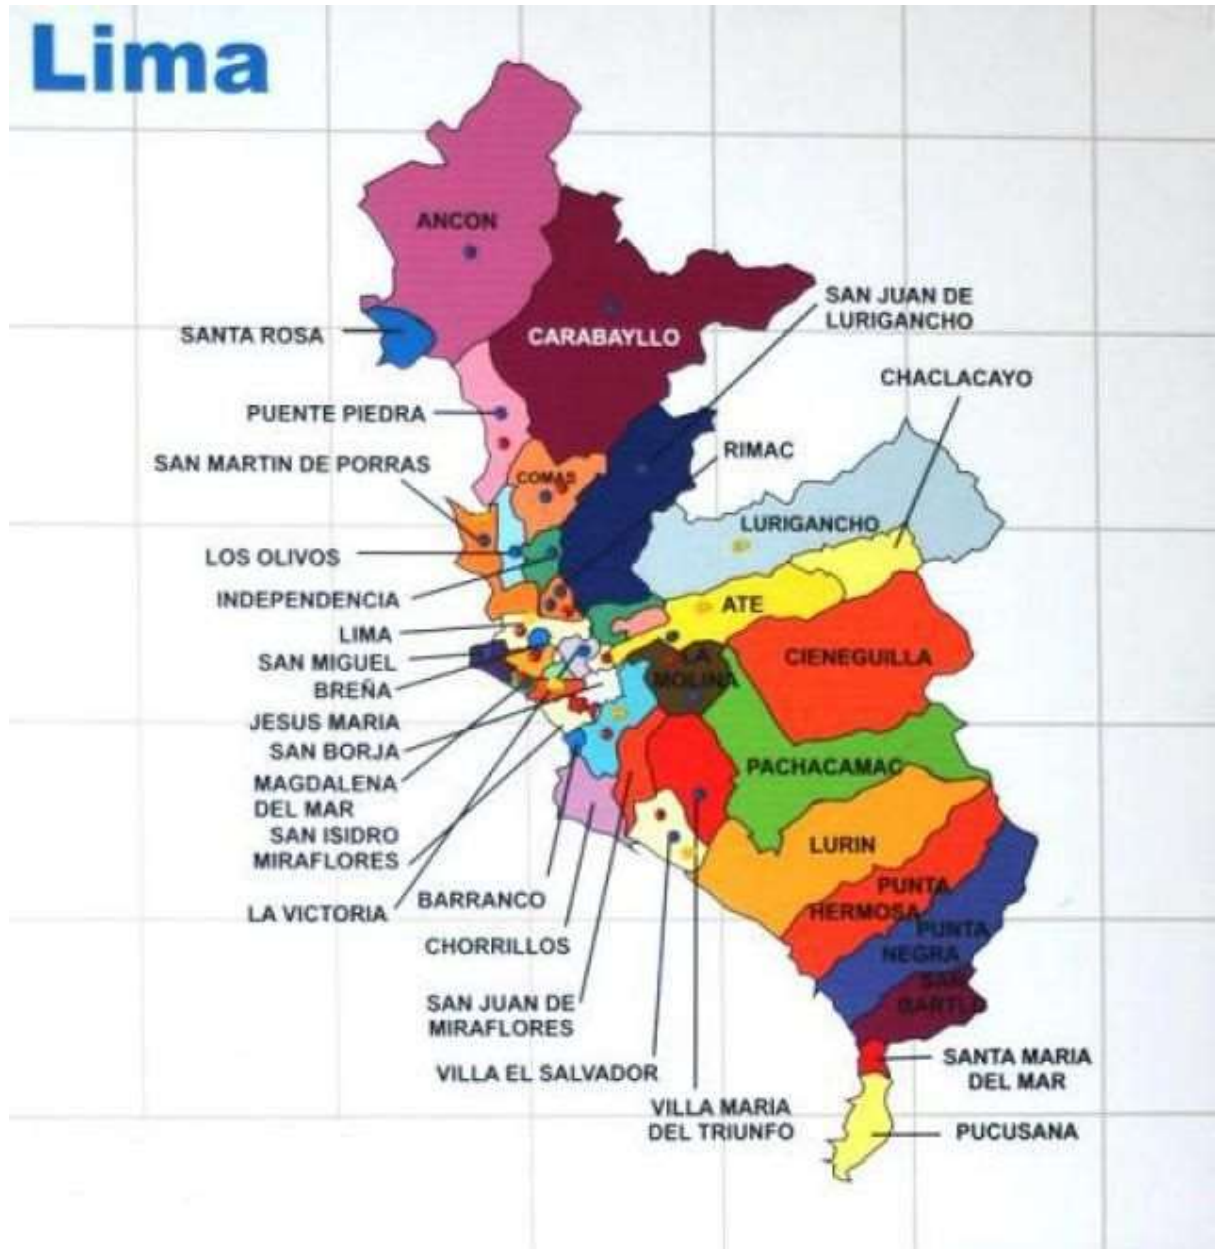 Lima
ANCON
SAN JUAN DE
LURIGANCHO
SANTA ROSA
CARABAYLLO
CHACLACAYO
PUENTE PIEDRA
RIMAC
SAN MARTIN DE PORRAS
COMAS
LURIGANCHO
LOS OLIVOS
INDEPENDENCIA
ATE
LIMA
SAN MIGUEL
BREÑA
LA
MOLINA
CIENEGUILLA
JESUS MARIA
SAN BORJA
MAGDALENA
DEL MAR
PACHACAMAC
SAN ISIDRO
MIRAFLORES
LURIN
LA VICTORIA
BARRANCO
PUNTA
HERMOSA
CHORRILLOS
PUNTA
NEGRA
SAN
BARTLO
SAN JUAN DE
MIRAFLORES
VILLA EL SALVADOR
SANTA MARIA
DEL MAR
VILLA MARIA
DEL TRIUNFO
PUCUSANA